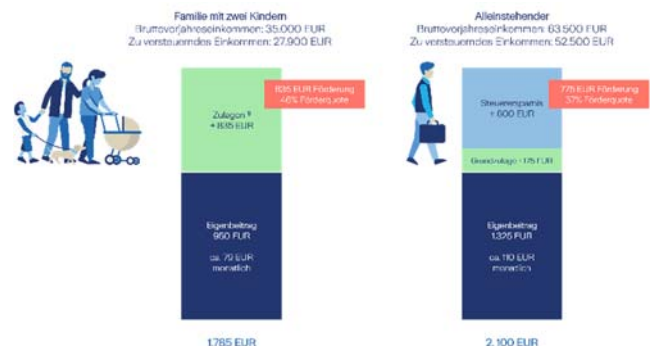 Familie mit zwei Kindern
Bruttovorjahreseinkommen: 35.000 EUR
Zu versteuerndes Einkommen: 27.900 EUR
835 EUR Förderung
46% Förderquote
Zulagen
+ 835 EUR
Eigenbeitrag
950 EUR
ca. 79 EUR
monatlich
1.785 EUR
Alleinstehender
Bruttovorjahreseinkommen: 63.500 EUR
Zu versteuerndes Einkommen: 52.500 EUR
775 EUR Förderung
37% Förderquote
Steuerersparnis
+ 600 EUR
Grundzulage + 175 EUR
Eigenbeitrag
1.325 EUR
ca. 110 EUR
monatlich
2.100 EUR